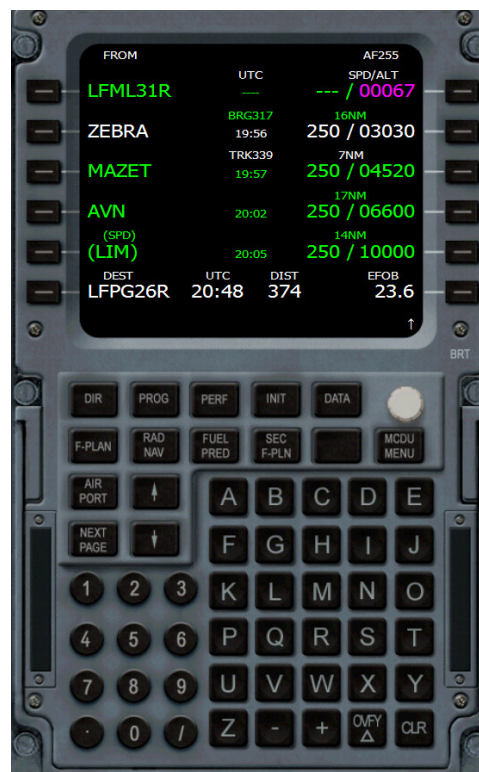 FROM AF255
UTC SPD/ALT
LFML31R ---- --- / 00067
BRG317 16NM
ZEBRA 19:56 250 / 03030
TRK339 7NM
MAZET 19:57 250 / 04520
17NM
AVN 20:02 250 / 06600
(SPD) 14NM
(LIM) 20:05 250 / 10000
DEST UTC DIST EFOB
LFPG26R 20:48 374 23.6
↑
BRT
DIR PROG PERF INIT DATA
F-PLAN RAD NAV FUEL PRED SEC F-PLN MCDU MENU
AIR PORT
NEXT PAGE
A B C D E
F G H I J
1 2 3 K L M N O
4 5 6 P Q R S T
7 8 9 U V W X Y
. 0 / Z - + OVFY Δ CLR